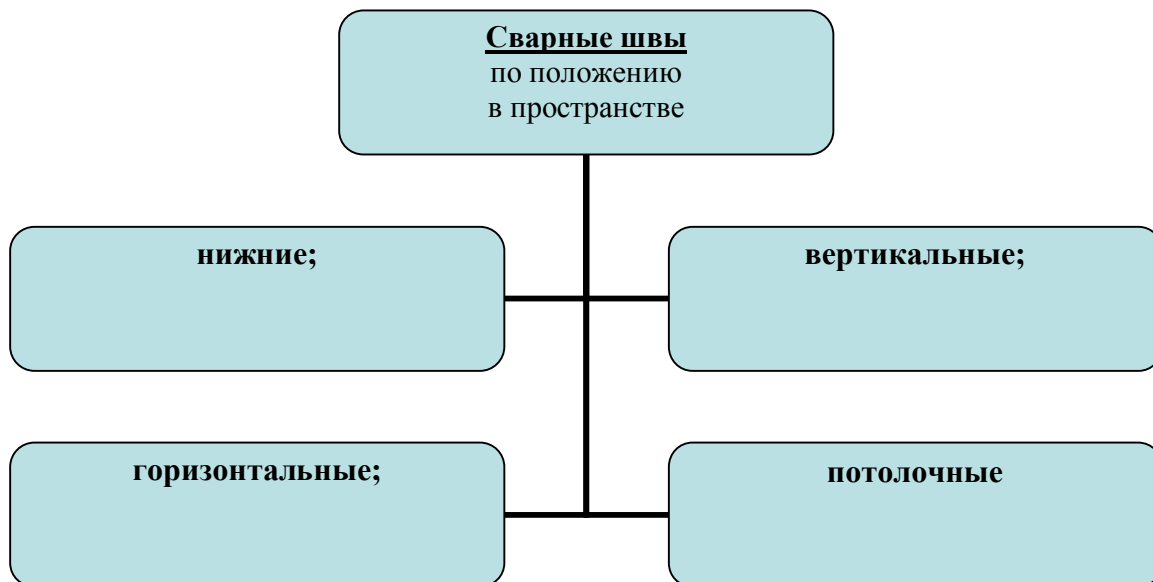 Сварные швы
по положению
в пространстве
нижние;
вертикальные;
горизонтальные;
потолочные